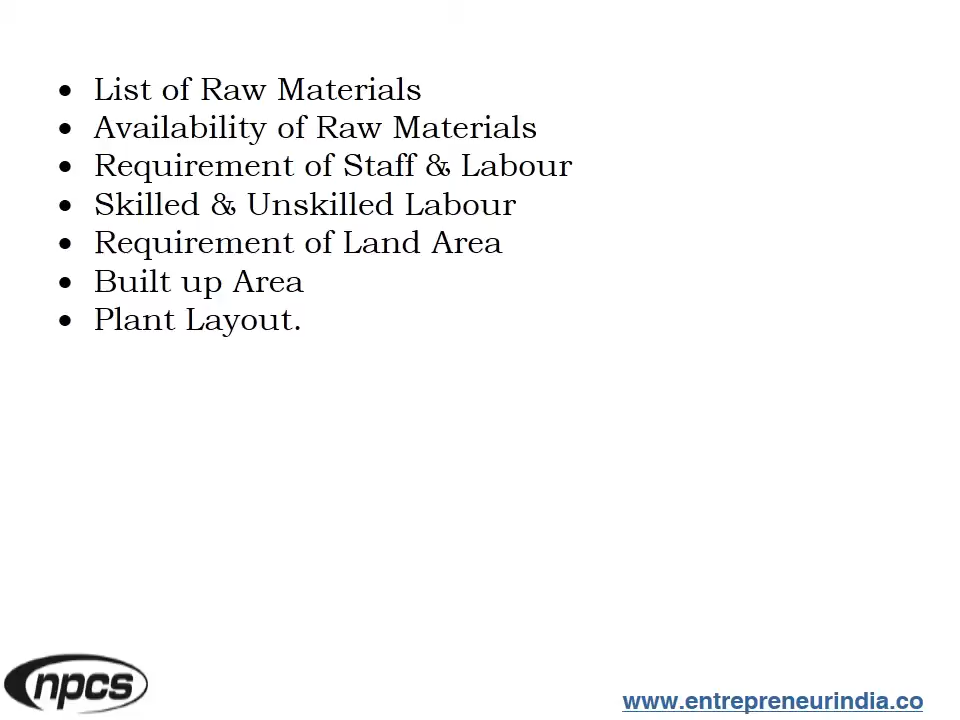 • List of Raw Materials
• Availability of Raw Materials
• Requirement of Staff & Labour
• Skilled & Unskilled Labour
• Requirement of Land Area
• Built up Area
• Plant Layout.
npcs
www.entrepreneurindia.co